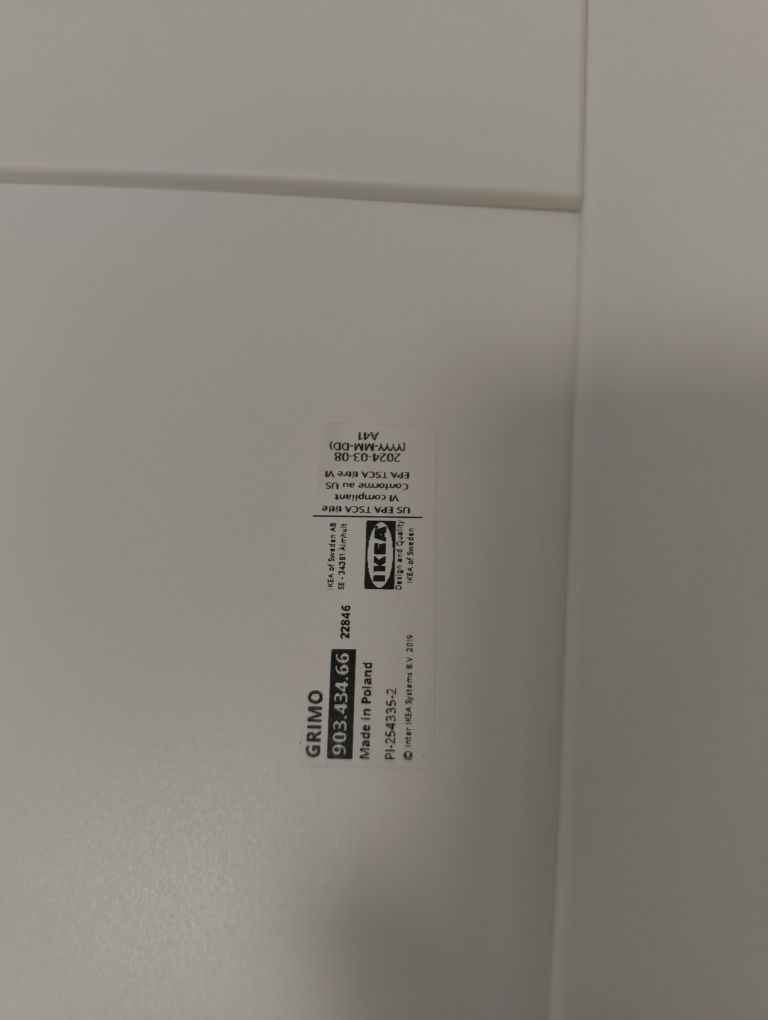 GRIMO
903.434.66 22846
Made in Poland
PI-254335-2
© Inter IKEA Systems B.V. 2019
IKEA of Sweden AB
SE - 34381 Älmhult
IKEA
Design and Quality
IKEA of Sweden
US EPA TSCA title
VI compliant
Conforme au US
EPA TSCA titre VI
2024-03-08
(YYYY-MM-DD)
A41